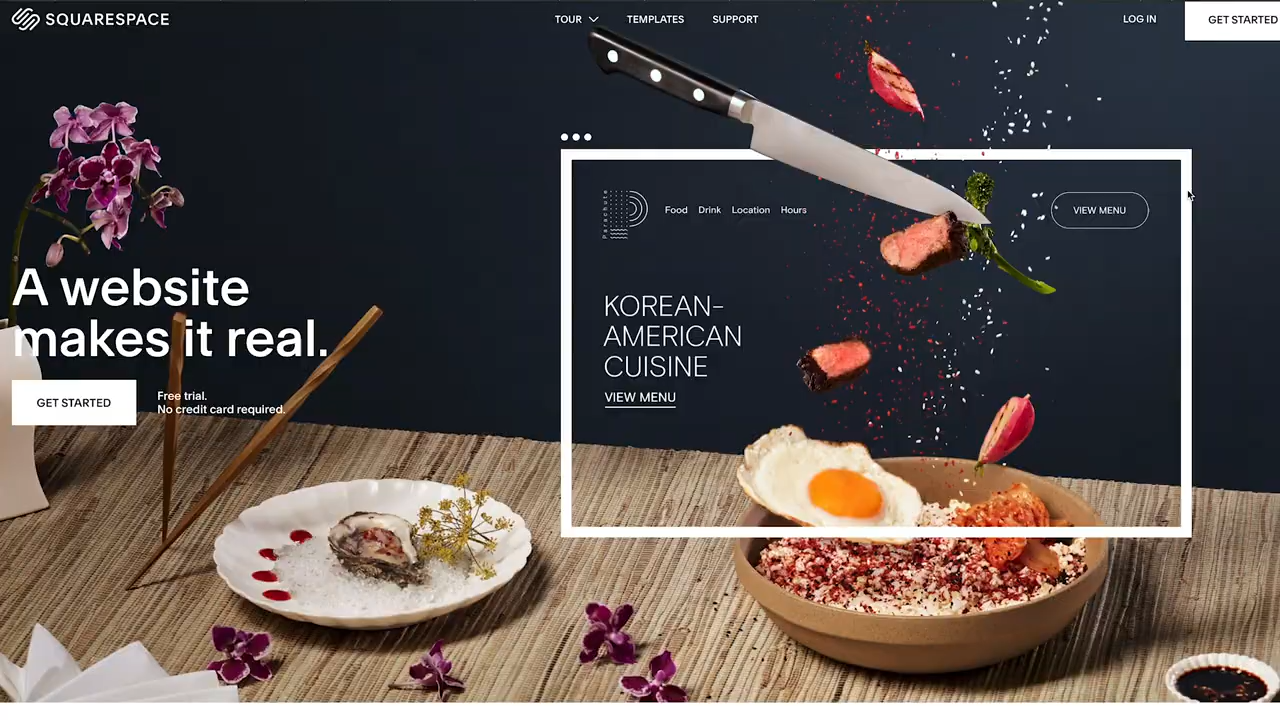 SQUARESPACE
TOUR TEMPLATES SUPPORT
LOG IN
GET STARTED
Parachute
Food Drink Location Hours
VIEW MENU
A website
makes it real.
GET STARTED
Free trial.
No credit card required.
KOREAN-
AMERICAN
CUISINE
VIEW MENU